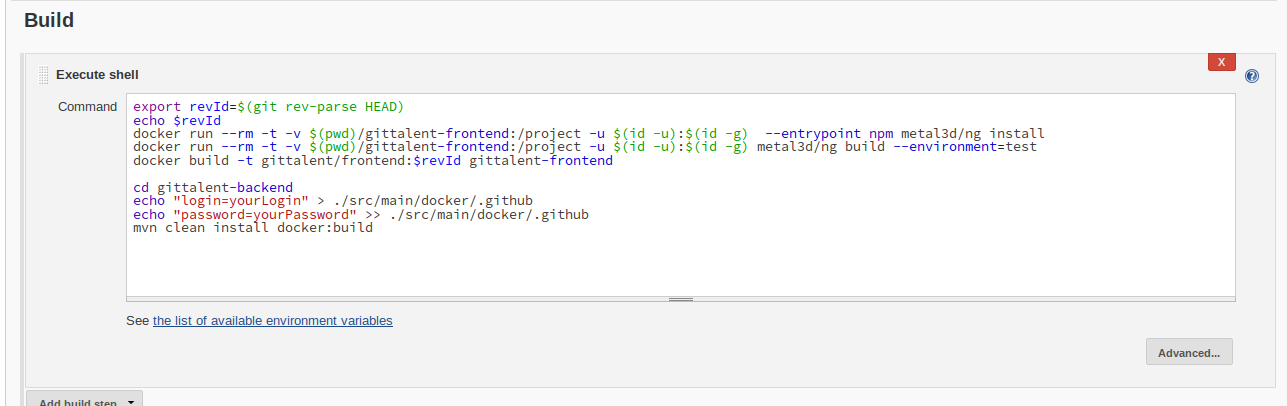 Build
Execute shell
X
Command
export revId=$(git rev-parse HEAD)
echo $revId
docker run --rm -t -v $(pwd)/gittalent-frontend:/project -u $(id -u):$(id -g)  --entrypoint npm metal3d/ng install
docker run --rm -t -v $(pwd)/gittalent-frontend:/project -u $(id -u):$(id -g) metal3d/ng build --environment=test
docker build -t gittalent/frontend:$revId gittalent-frontend
cd gittalent-backend
echo "login=yourLogin" > ./src/main/docker/.github
echo "password=yourPassword" >> ./src/main/docker/.github
mvn clean install docker:build
See the list of available environment variables
Advanced...
Add build step